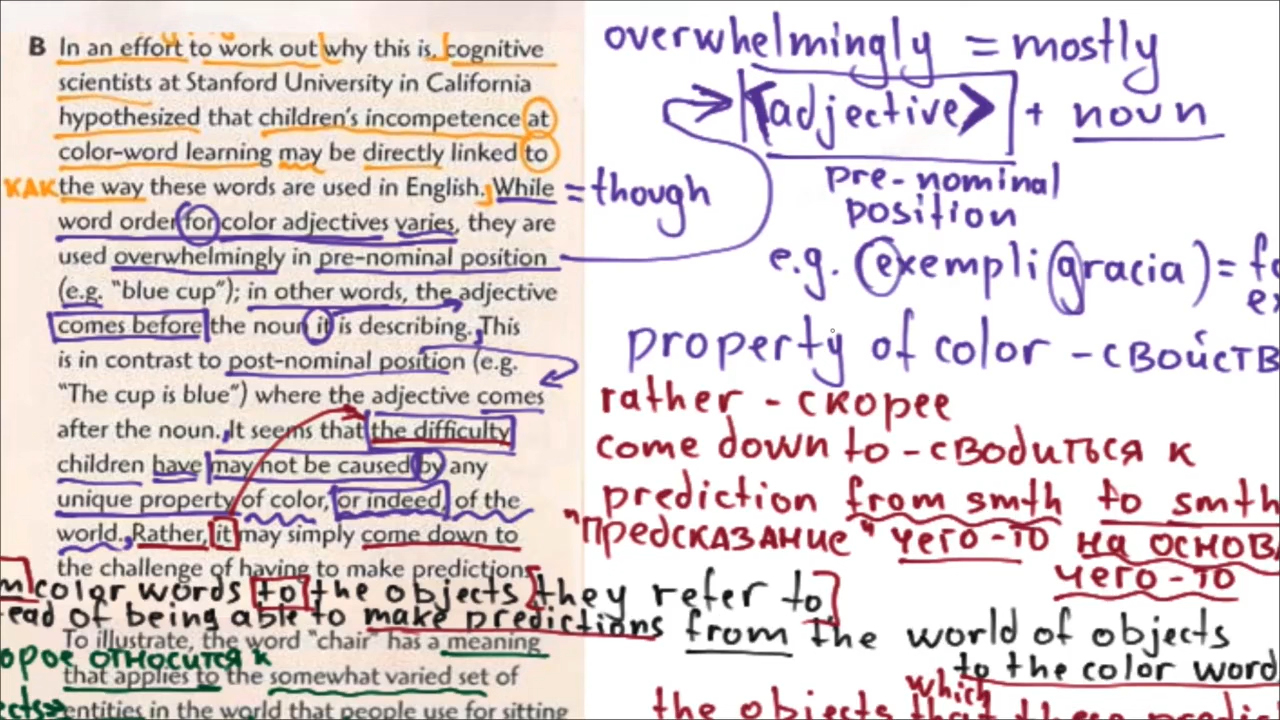 B In an effort to work out why this is, cognitive
scientists at Stanford University in California
hypothesized that children's incompetence at
color-word learning may be directly linked to
КАК the way these words are used in English. While = though
word order for color adjectives varies, they are
used overwhelmingly in pre-nominal position
(e.g. "blue cup"); in other words, the adjective
comes before the noun it is describing. This
is in contrast to post-nominal position (e.g.
"The cup is blue") where the adjective comes
after the noun. It seems that the difficulty
children have may not be caused by any
unique property of color, or indeed, of the
world. Rather, it may simply come down to
the challenge of having to make predictions
color words to the objects they refer to
of being able to make predictions from the world of objects
to the color word
To illustrate, the word "chair" has a meaning
относится к
that applies to the somewhat varied set of
entities in the world that people use for sitting
overwhelmingly = mostly
<adjective> + noun
pre-nominal
position
e.g. (exempli gracia) =
property of color -
rather - скорее
come down to - сводиться к
prediction from smth to smth
"Предсказание" чего-то на
чего-то
which
the objects that these